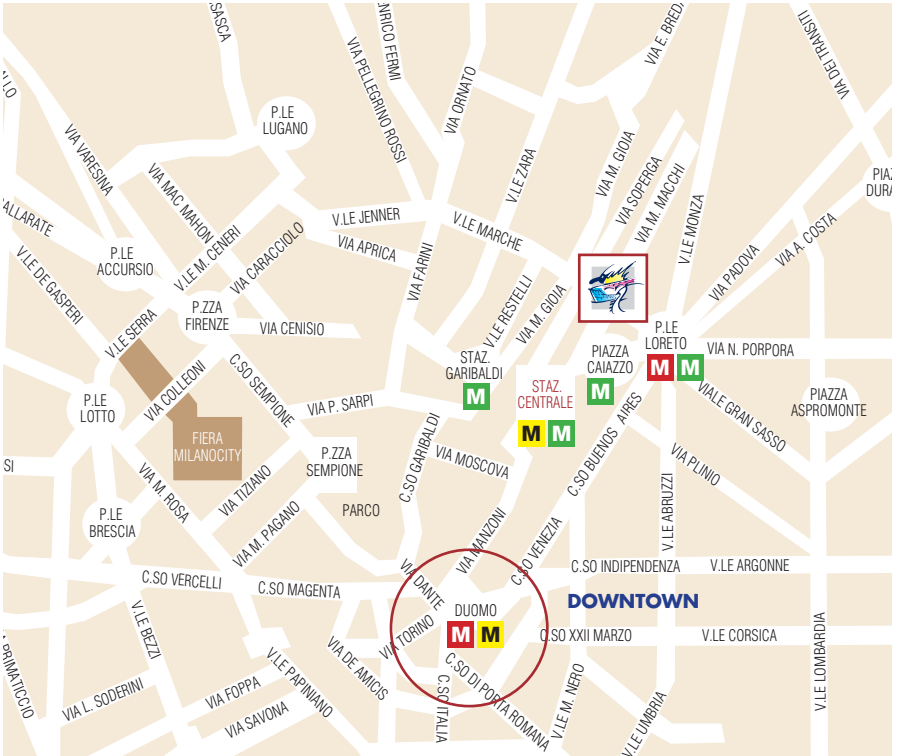 SASCA
ENRICO FERMI
VIA PELLEGRINO ROSSI
VIA ORNATO
VIA E. BREDA
VIA DEI TRANSITI
ALLO
VIA VARESINA
P.LE
LUGANO
VIA MAC MAHON
V.LE ZARA
VIA M. GIOIA
VIA SOPERGA
VIA M. MACCHI
V.LE MONZA
PIAZ
DURA
ALLARATE
P.LE
ACCURSIO
V.LE M. CENERI
VIA CARACCIOLO
V.LE JENNER
VIA APRICA
V.LE MARCHE
VIA FARINI
VIA PADOVA
VIA A. COSTA
V.LE DE GASPERI
V.LE SERRA
P.ZZA
FIRENZE
VIA CENISIO
V.LE RESTELLI
VIA M. GIOIA
P.LE
LORETO
M M
VIA N. PORPORA
STAZ.
GARIBALDI
M
PIAZZA
CAIAZZO
M
STAZ.
CENTRALE
M M
P.LE
LOTTO
VIA COLLEONI
C.SO SEMPIONE
VIA P. SARPI
C.SO GARIBALDI
C.SO BUENOS AIRES
VIALE GRAN SASSO
PIAZZA
ASPROMONTE
FIERA
MILANOCITY
P.ZZA
SEMPIONE
VIA MOSCOVA
VIA PLINIO
SI
VIA M. ROSA
VIA TIZIANO
PARCO
V.LE ABRUZZI
P.LE
BRESCIA
VIA M. PAGANO
VIA MANZONI
C.SO VENEZIA
C.SO VERCELLI
C.SO MAGENTA
VIA DANTE
C.SO INDIPENDENZA
V.LE ARGONNE
DOWNTOWN
DUOMO
M M
V.LE BEZZI
VIA TORINO
C.SO XXII MARZO
V.LE CORSICA
A PRIMATICCIO
VIA L. SODERINI
VIA FOPPA
VIA SAVONA
V.LE PAPINIANO
VIA DE AMICIS
C.SO ITALIA
C.SO DI PORTA ROMANA
V.LE M. NERO
V.LE UMBRIA
V.LE LOMBARDIA